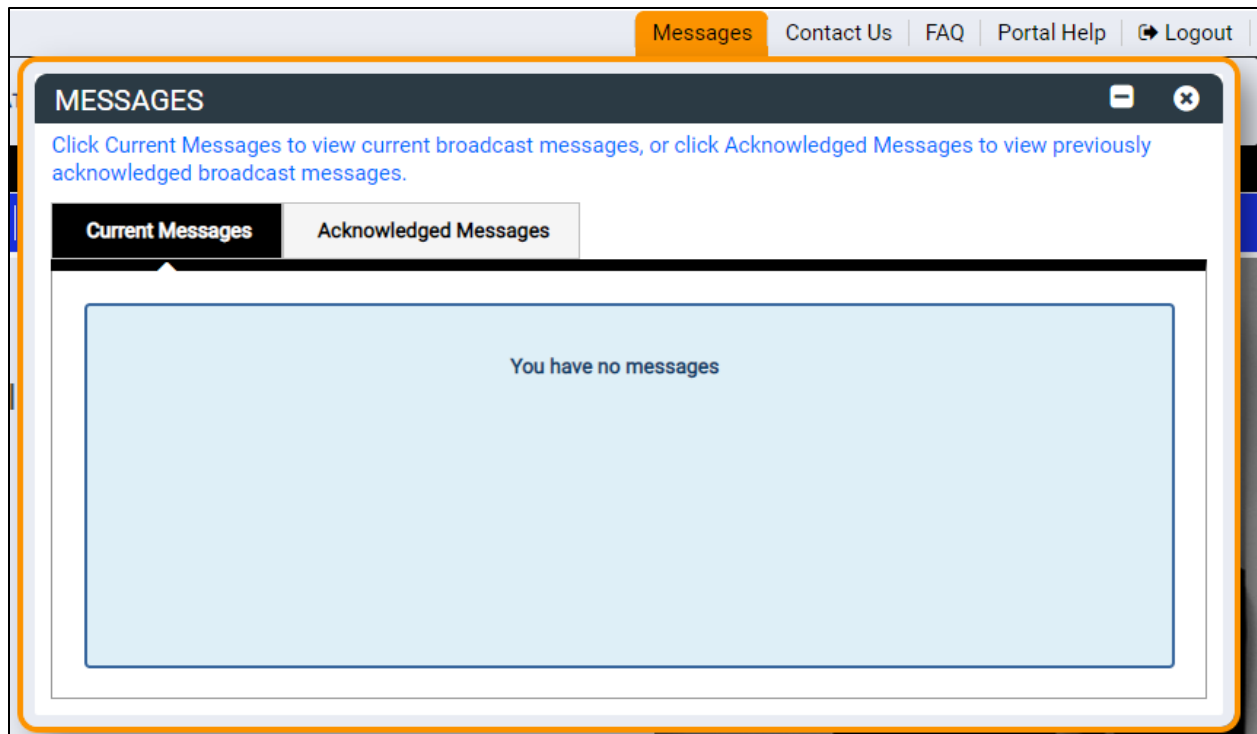 Messages
Contact Us
FAQ
Portal Help
Logout
MESSAGES
Click Current Messages to view current broadcast messages, or click Acknowledged Messages to view previously
acknowledged broadcast messages.
Current Messages
Acknowledged Messages
You have no messages